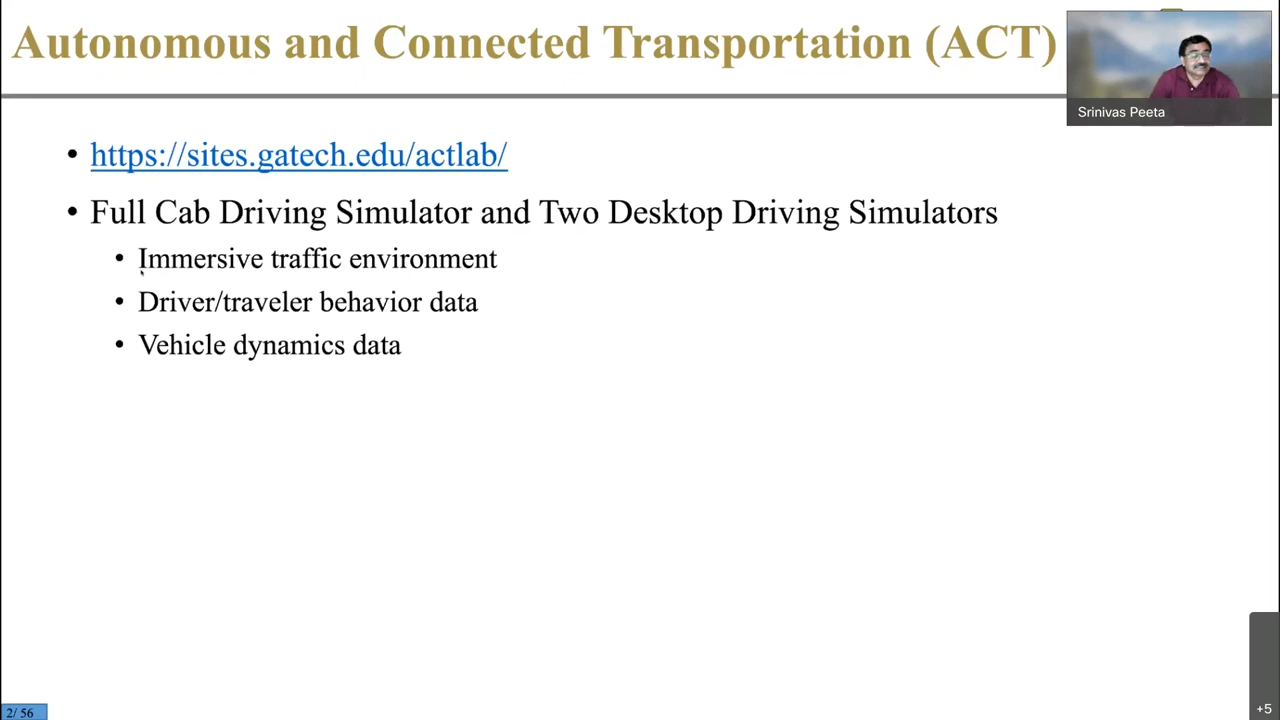 Autonomous and Connected Transportation (ACT)
Srinivas Peeta
• https://sites.gatech.edu/actlab/
• Full Cab Driving Simulator and Two Desktop Driving Simulators
• Immersive traffic environment
• Driver/traveler behavior data
• Vehicle dynamics data
2/ 56
+5